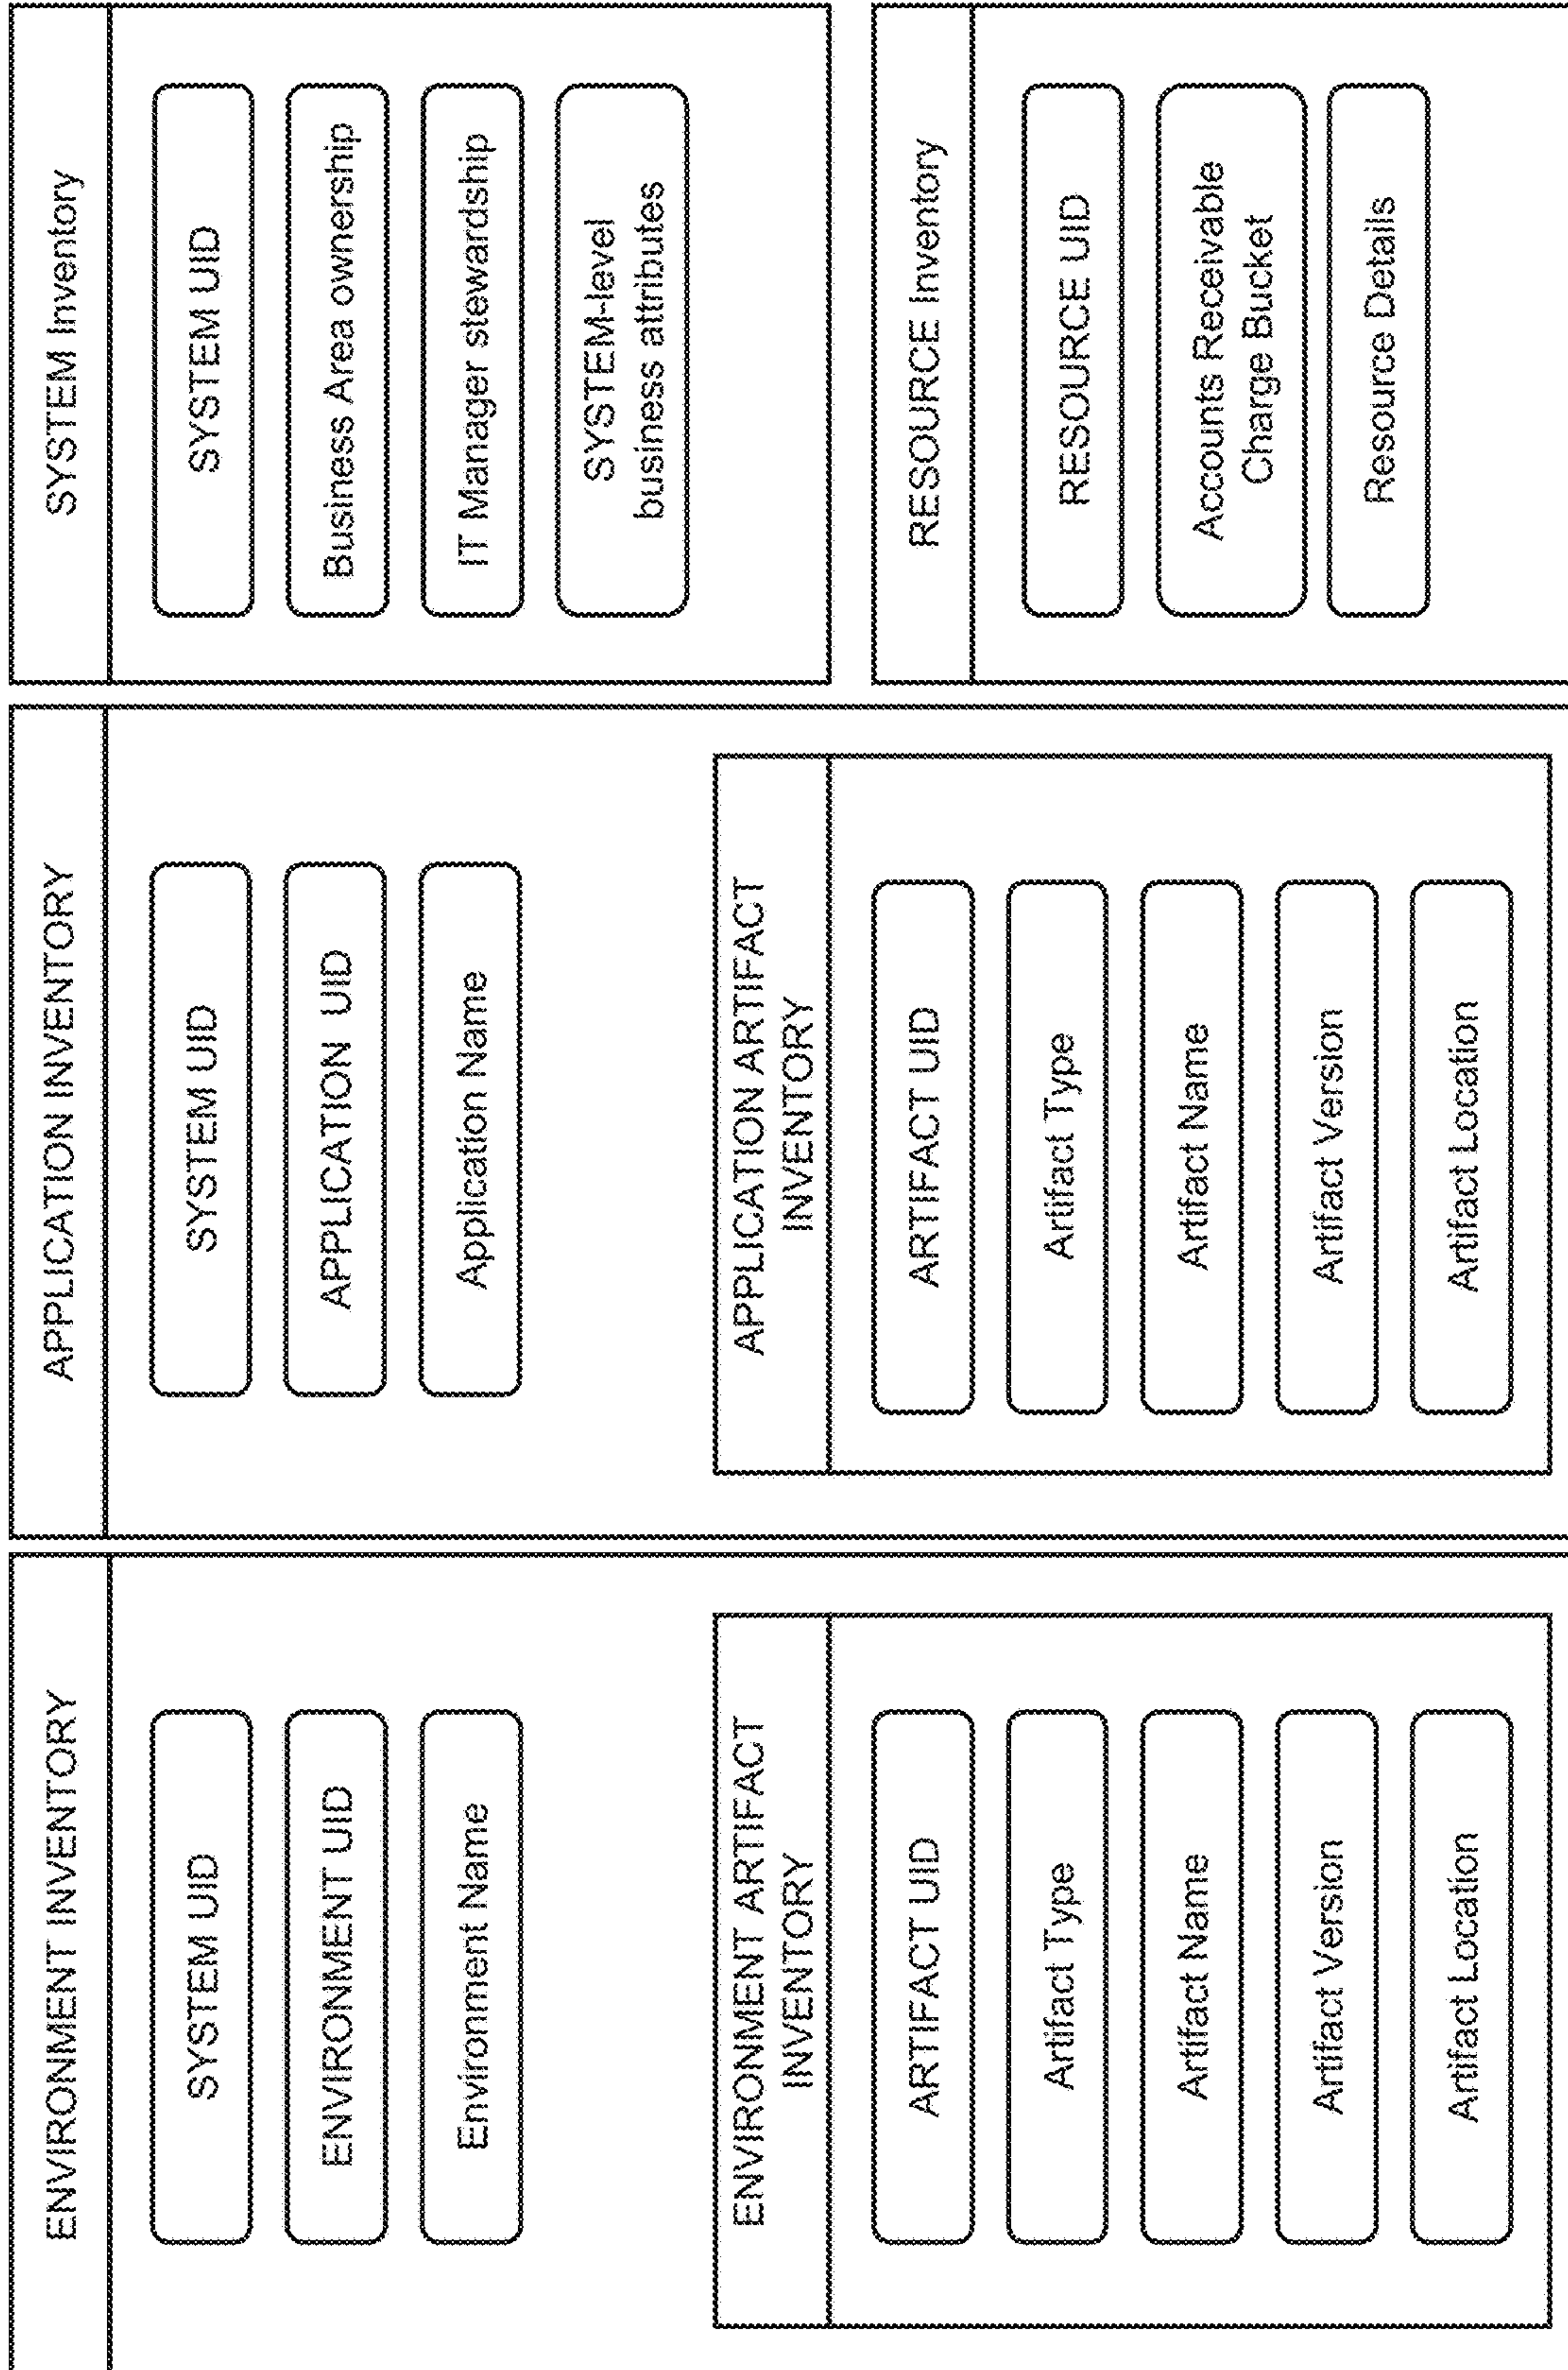 ENVIRONMENT INVENTORY
SYSTEM UID
ENVIRONMENT UID
Environment Name
ENVIRONMENT ARTIFACT
INVENTORY
ARTIFACT UID
Artifact Type
Artifact Name
Artifact Version
Artifact Location
APPLICATION INVENTORY
SYSTEM UID
APPLICATION UID
Application Name
APPLICATION ARTIFACT
INVENTORY
ARTIFACT UID
Artifact Type
Artifact Name
Artifact Version
Artifact Location
SYSTEM Inventory
SYSTEM UID
Business Area ownership
IT Manager stewardship
SYSTEM-level
business attributes
RESOURCE Inventory
RESOURCE UID
Accounts Receivable
Charge Bucket
Resource Details